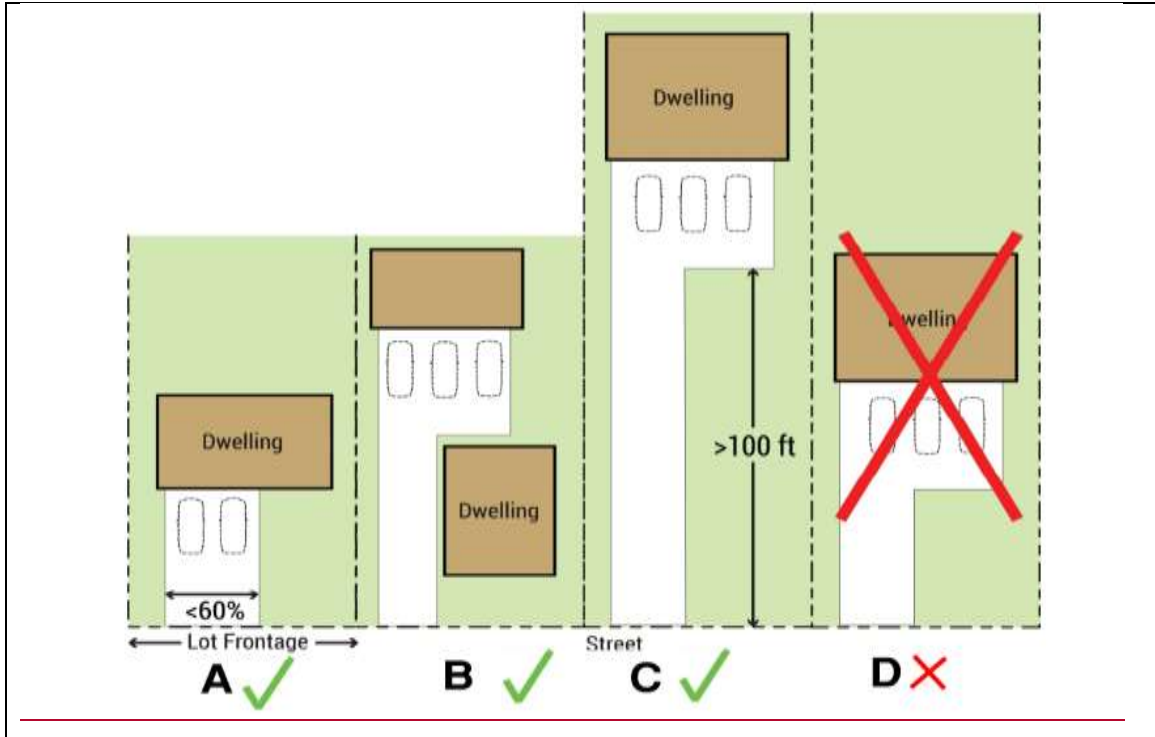 Dwelling
Dwelling
>100 ft
Dwelling
Dwelling
<60%
Lot Frontage
Street
A
B
C
D